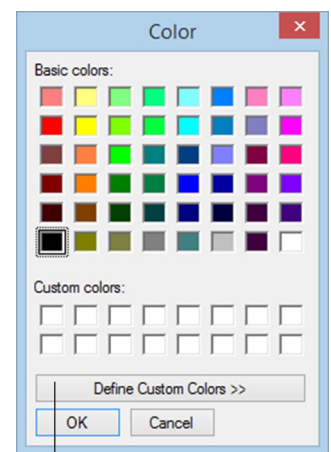 Color
Basic colors:
Custom colors:
Define Custom Colors >>
OK Cancel